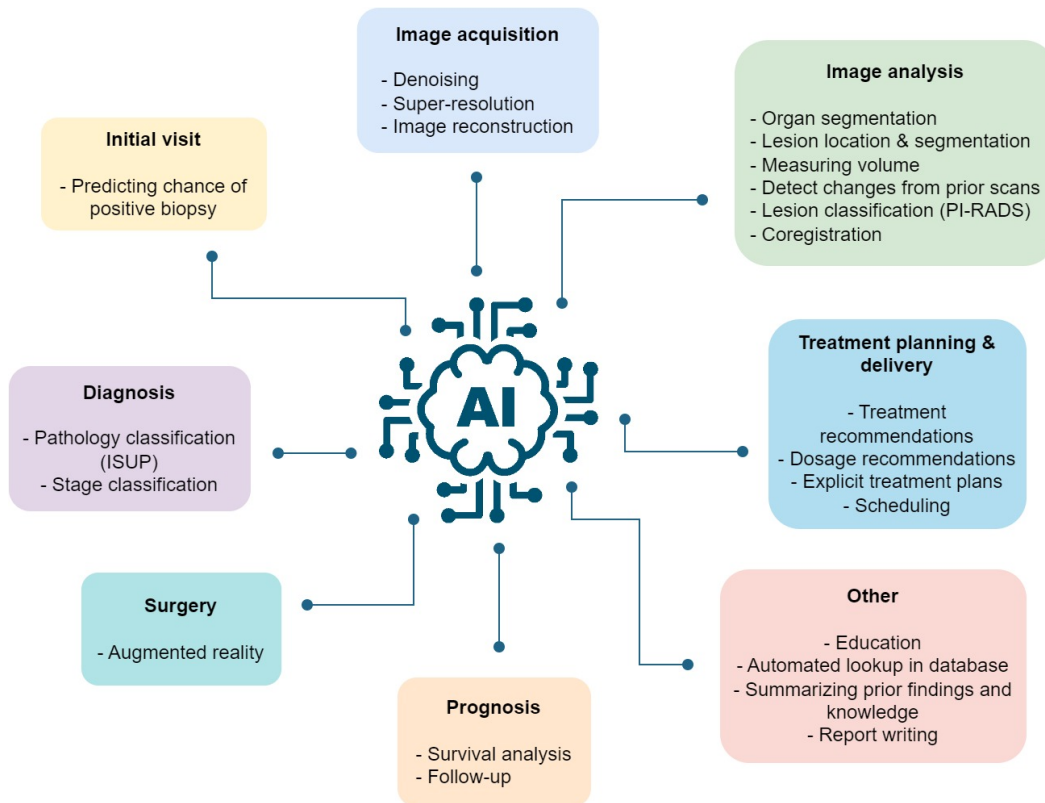 Image acquisition
- Denoising
- Super-resolution
- Image reconstruction
Image analysis
- Organ segmentation
- Lesion location & segmentation
- Measuring volume
- Detect changes from prior scans
- Lesion classification (PI-RADS)
- Coregistration
Initial visit
- Predicting chance of
positive biopsy
AI
Treatment planning &
delivery
- Treatment
recommendations
- Dosage recommendations
- Explicit treatment plans
- Scheduling
Diagnosis
- Pathology classification
(ISUP)
- Stage classification
Surgery
- Augmented reality
Other
- Education
- Automated lookup in database
- Summarizing prior findings and
knowledge
- Report writing
Prognosis
- Survival analysis
- Follow-up